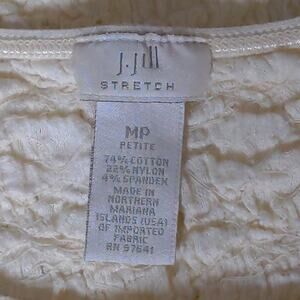 J.Jill
STRETCH
MP
PETITE
74% COTTON
22% NYLON
4% SPANDEX
MADE IN
NORTHERN
MARIANA
ISLANDS (USA)
OF IMPORTED
FABRIC
RN 97641